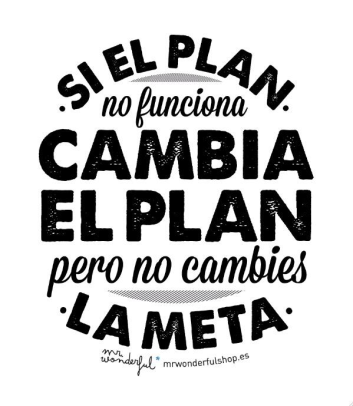 ·SI EL PLAN·
no funciona
CAMBIA
EL PLAN
pero no cambies
·LA META·
mr.
wonderful* mrwonderfulshop.es